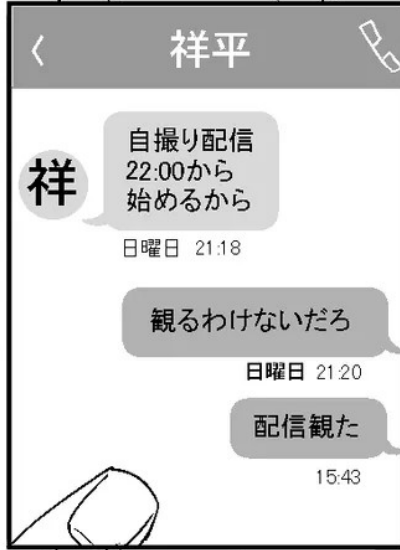 祥平
祥
自撮り配信
22:00から
始めるから
日曜日 21:18
観るわけないだろ
日曜日 21:20
配信観た
15:43